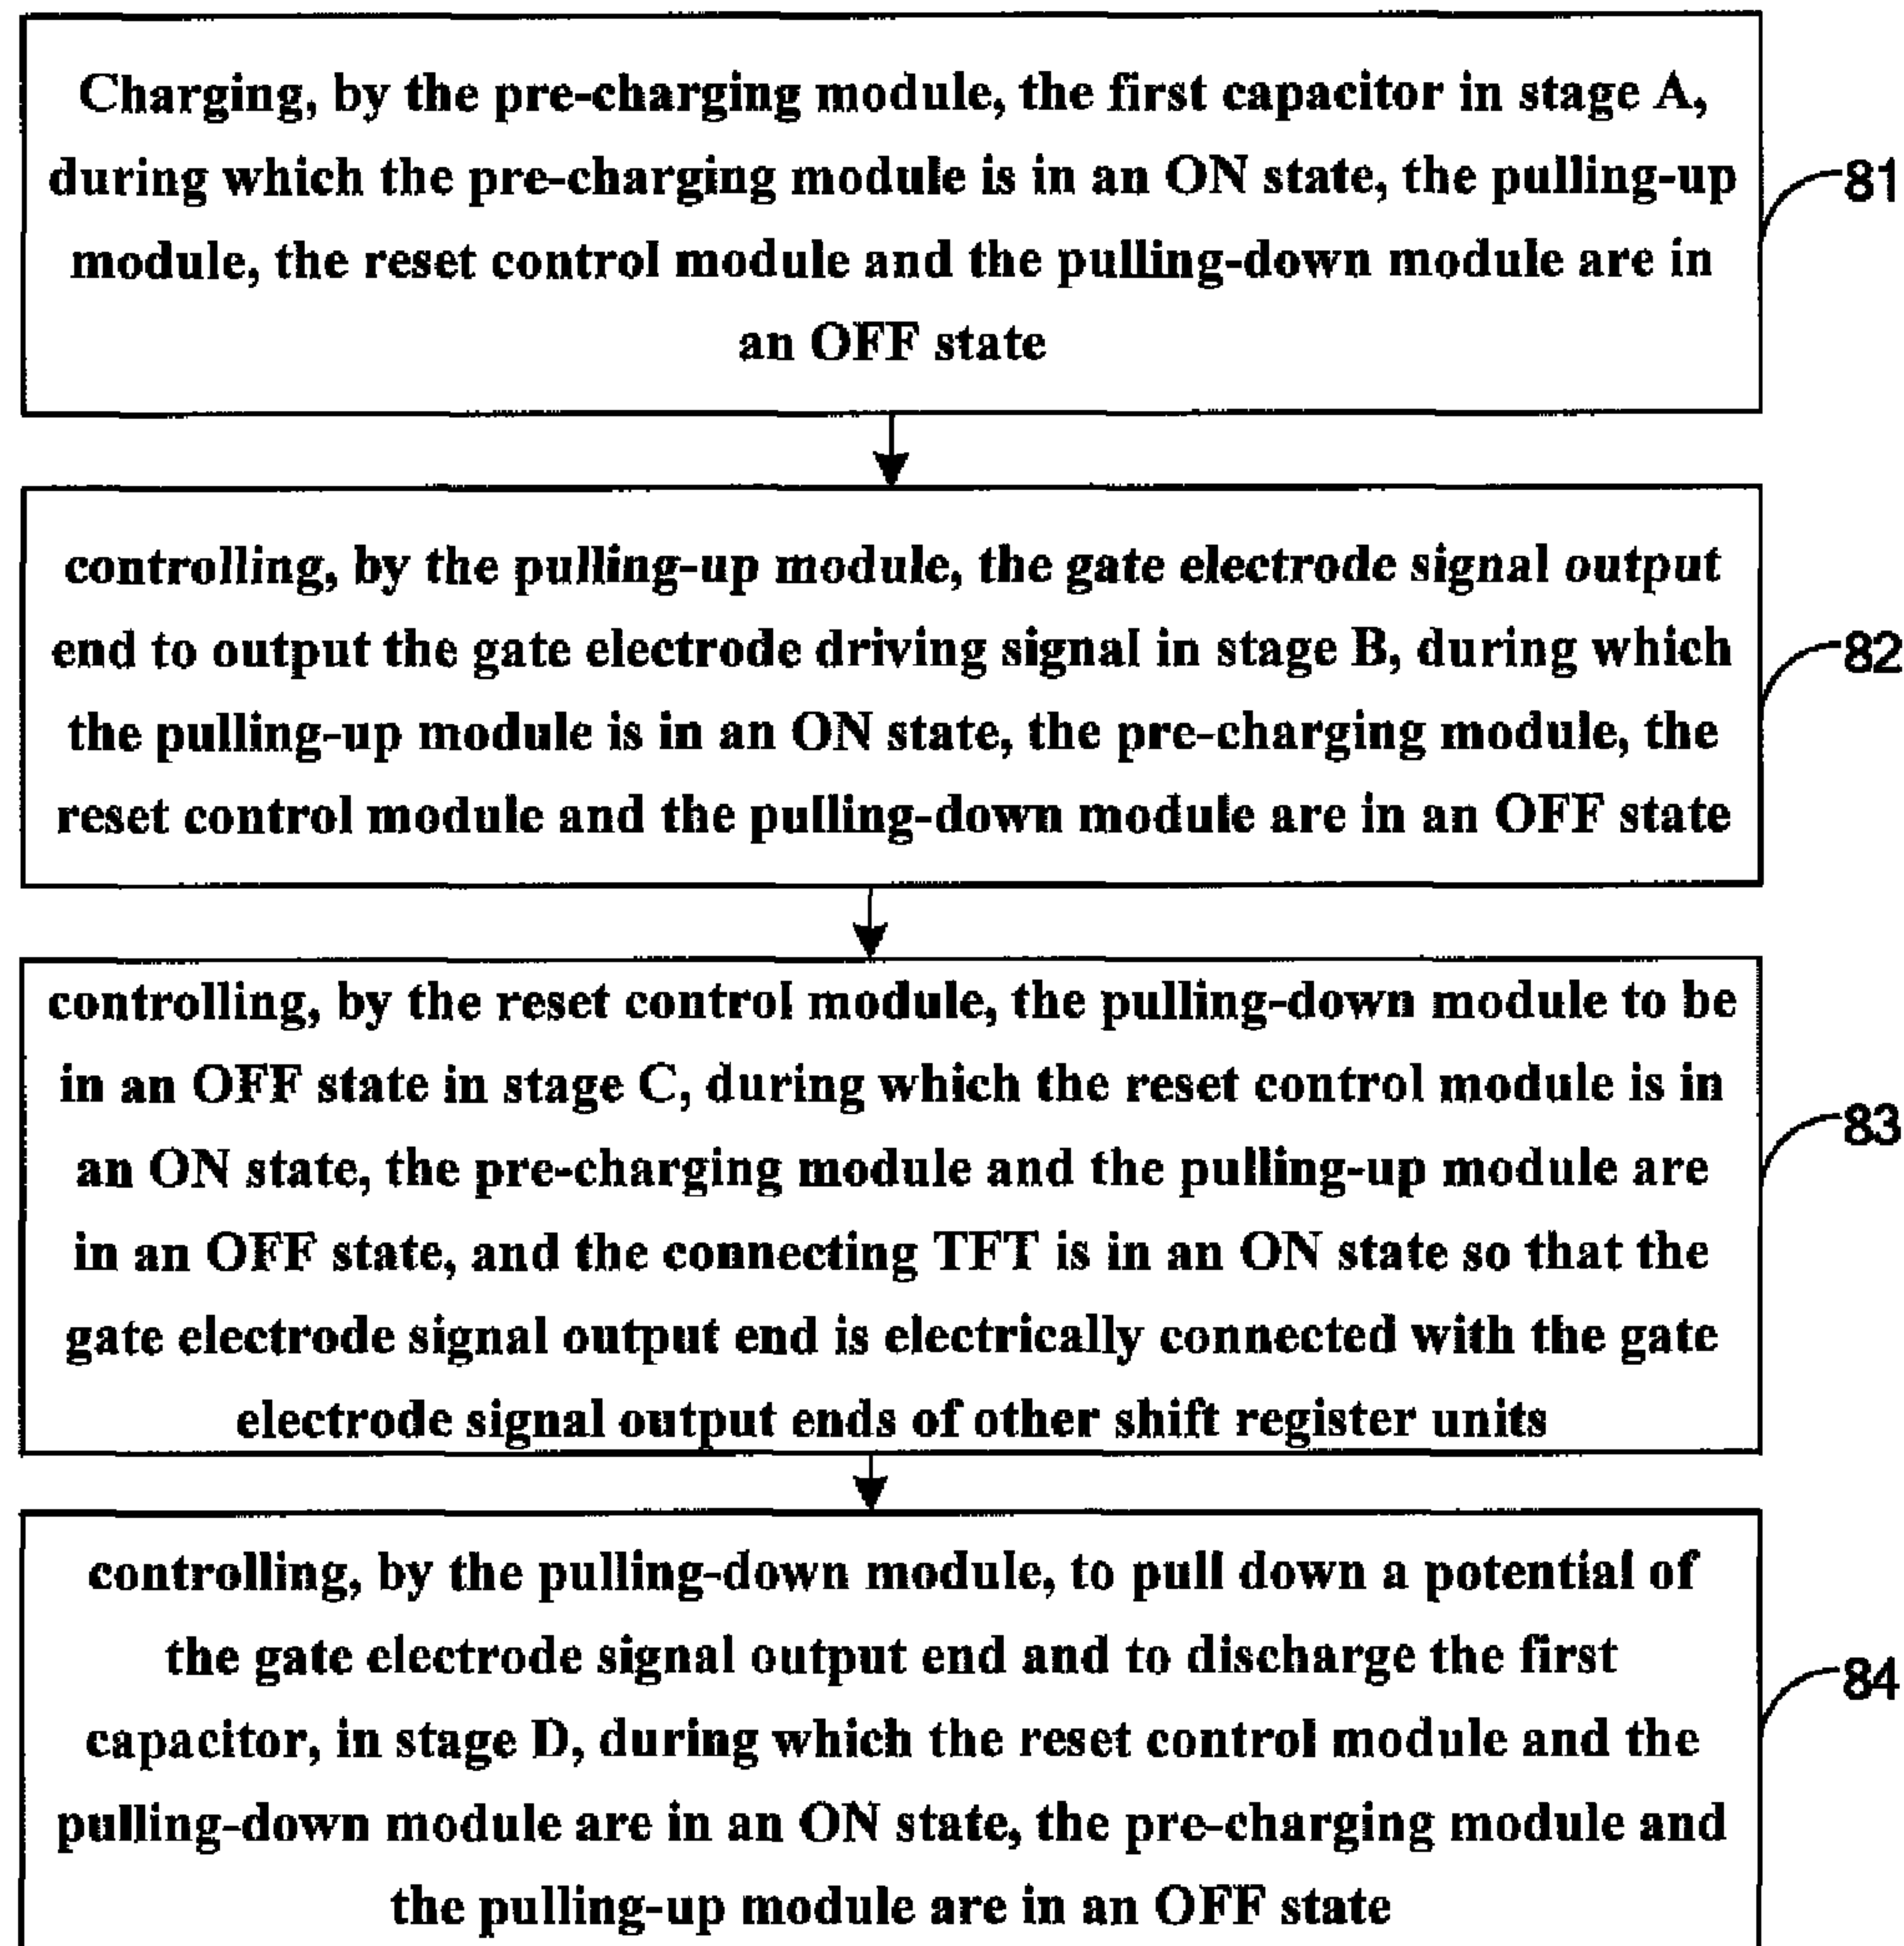 Charging, by the pre-charging module, the first capacitor in stage A,
during which the pre-charging module is in an ON state, the pulling-up
module, the reset control module and the pulling-down module are in
an OFF state
81
controlling, by the pulling-up module, the gate electrode signal output
end to output the gate electrode driving signal in stage B, during which
the pulling-up module is in an ON state, the pre-charging module, the
reset control module and the pulling-down module are in an OFF state
82
controlling, by the reset control module, the pulling-down module to be
in an OFF state in stage C, during which the reset control module is in
an ON state, the pre-charging module and the pulling-up module are
in an OFF state, and the connecting TFT is in an ON state so that the
gate electrode signal output end is electrically connected with the gate
electrode signal output ends of other shift register units
83
controlling, by the pulling-down module, to pull down a potential of
the gate electrode signal output end and to discharge the first
capacitor, in stage D, during which the reset control module and the
pulling-down module are in an ON state, the pre-charging module and
the pulling-up module are in an OFF state
84